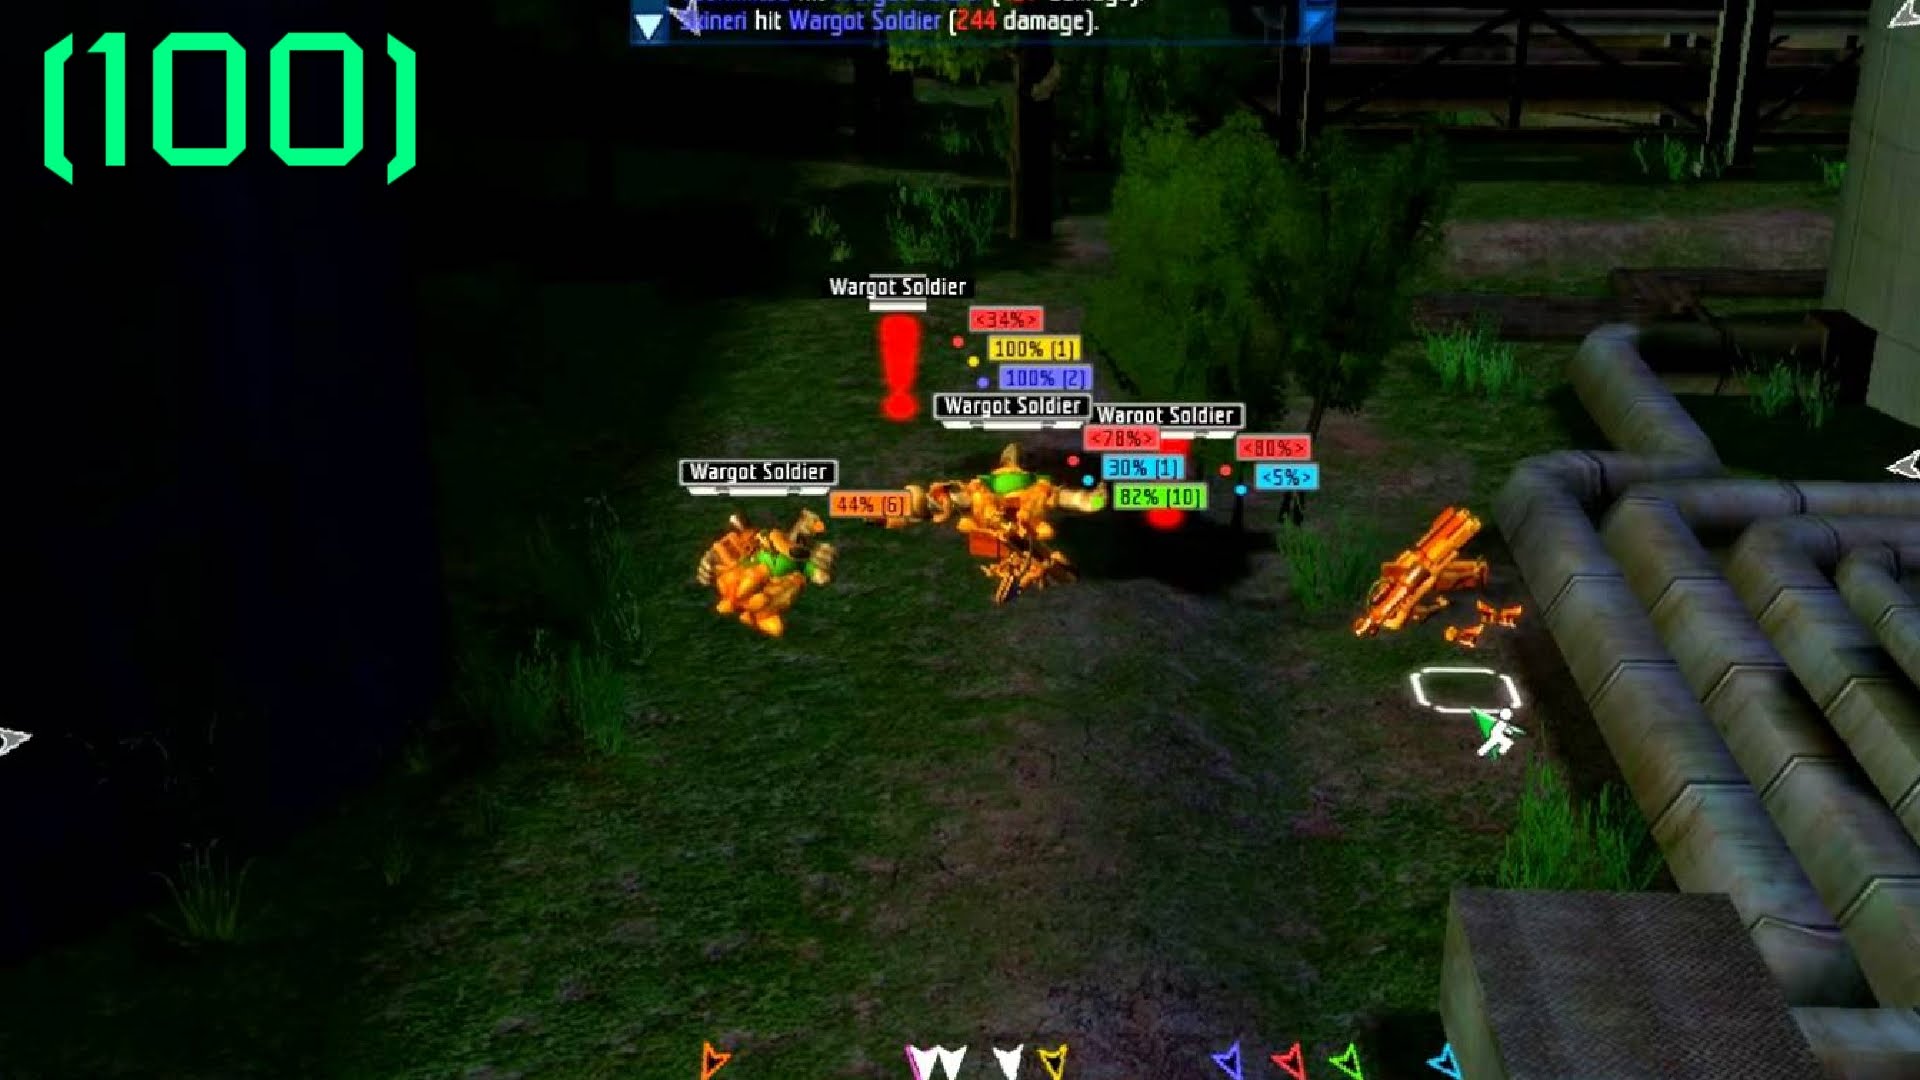 hit Wargot Soldier (244 damage).
(100)
Wargot Soldier
<34%>
100% (1)
100% (2)
Wargot Soldier
Wargot Soldier
<78%>
<80%>
30% (1)
<5%>
Wargot Soldier
82% (10)
44% (6)